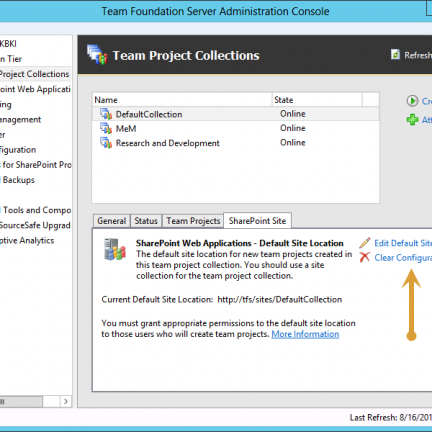 Team Foundation Server Administration Console
KBKI
n Tier
Project Collections
oint Web Applicati
ing
anagement
er
figuration
s for SharePoint Pro
l Backups
l Tools and Compo
SourceSafe Upgrad
ptive Analytics
Team Project Collections
Refresh
Name State
DefaultCollection Online
MeM Online
Research and Development Online
Cr
Att
General Status Team Projects SharePoint Site
SharePoint Web Applications - Default Site Location
The default site location for new team projects created in
this team project collection. You should use a site
collection for the team project collection.
Edit Default Site
Clear Configura
Current Default Site Location: http://tfs/sites/DefaultCollection
You must grant appropriate permissions to the default site location
to those users who will create team projects. More Information
Last Refresh: 8/16/201